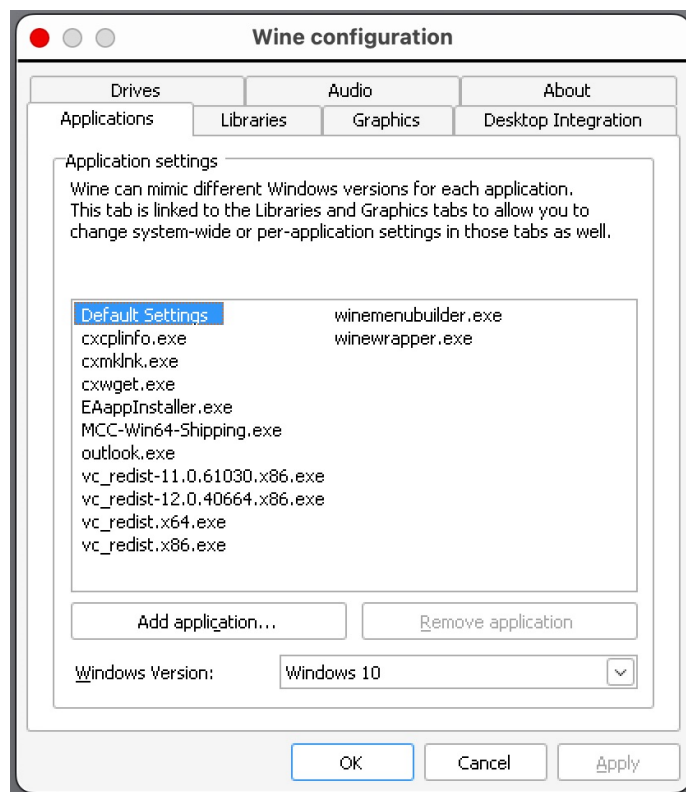 Wine configuration
Drives Audio About
Applications Libraries Graphics Desktop Integration
Application settings
Wine can mimic different Windows versions for each application.
This tab is linked to the Libraries and Graphics tabs to allow you to
change system-wide or per-application settings in those tabs as well.
Default Settings
cxcplinfo.exe
cxmklnk.exe
cxwget.exe
EAappInstaller.exe
MCC-Win64-Shipping.exe
outlook.exe
vc_redist-11.0.61030.x86.exe
vc_redist-12.0.40664.x86.exe
vc_redist.x64.exe
vc_redist.x86.exe
winemenubuilder.exe
winewrapper.exe
Add application...
Remove application
Windows Version: Windows 10
OK Cancel Apply